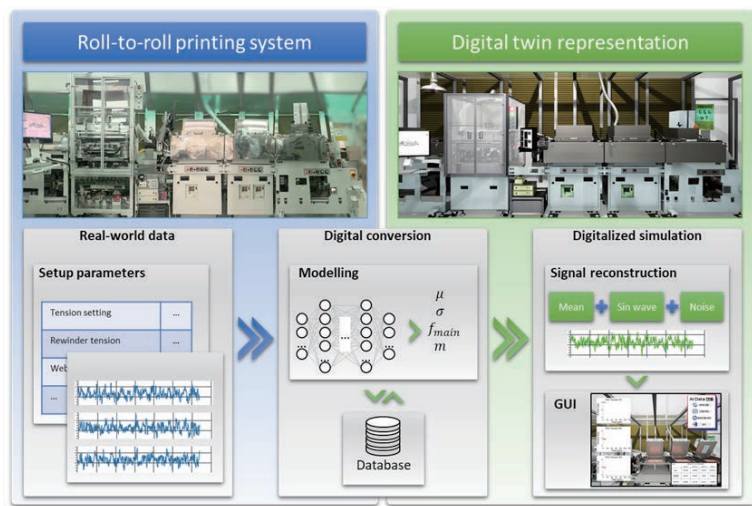 Roll-to-roll printing system
Digital twin representation
Real-world data
Setup parameters
Tension setting
...
Rewinder tension
...
Web
...
Digital conversion
Modelling
...
...
...
...
...
μ
σ
f_main
m
Database
Digitalized simulation
Signal reconstruction
Mean
Sin wave
Noise
GUI